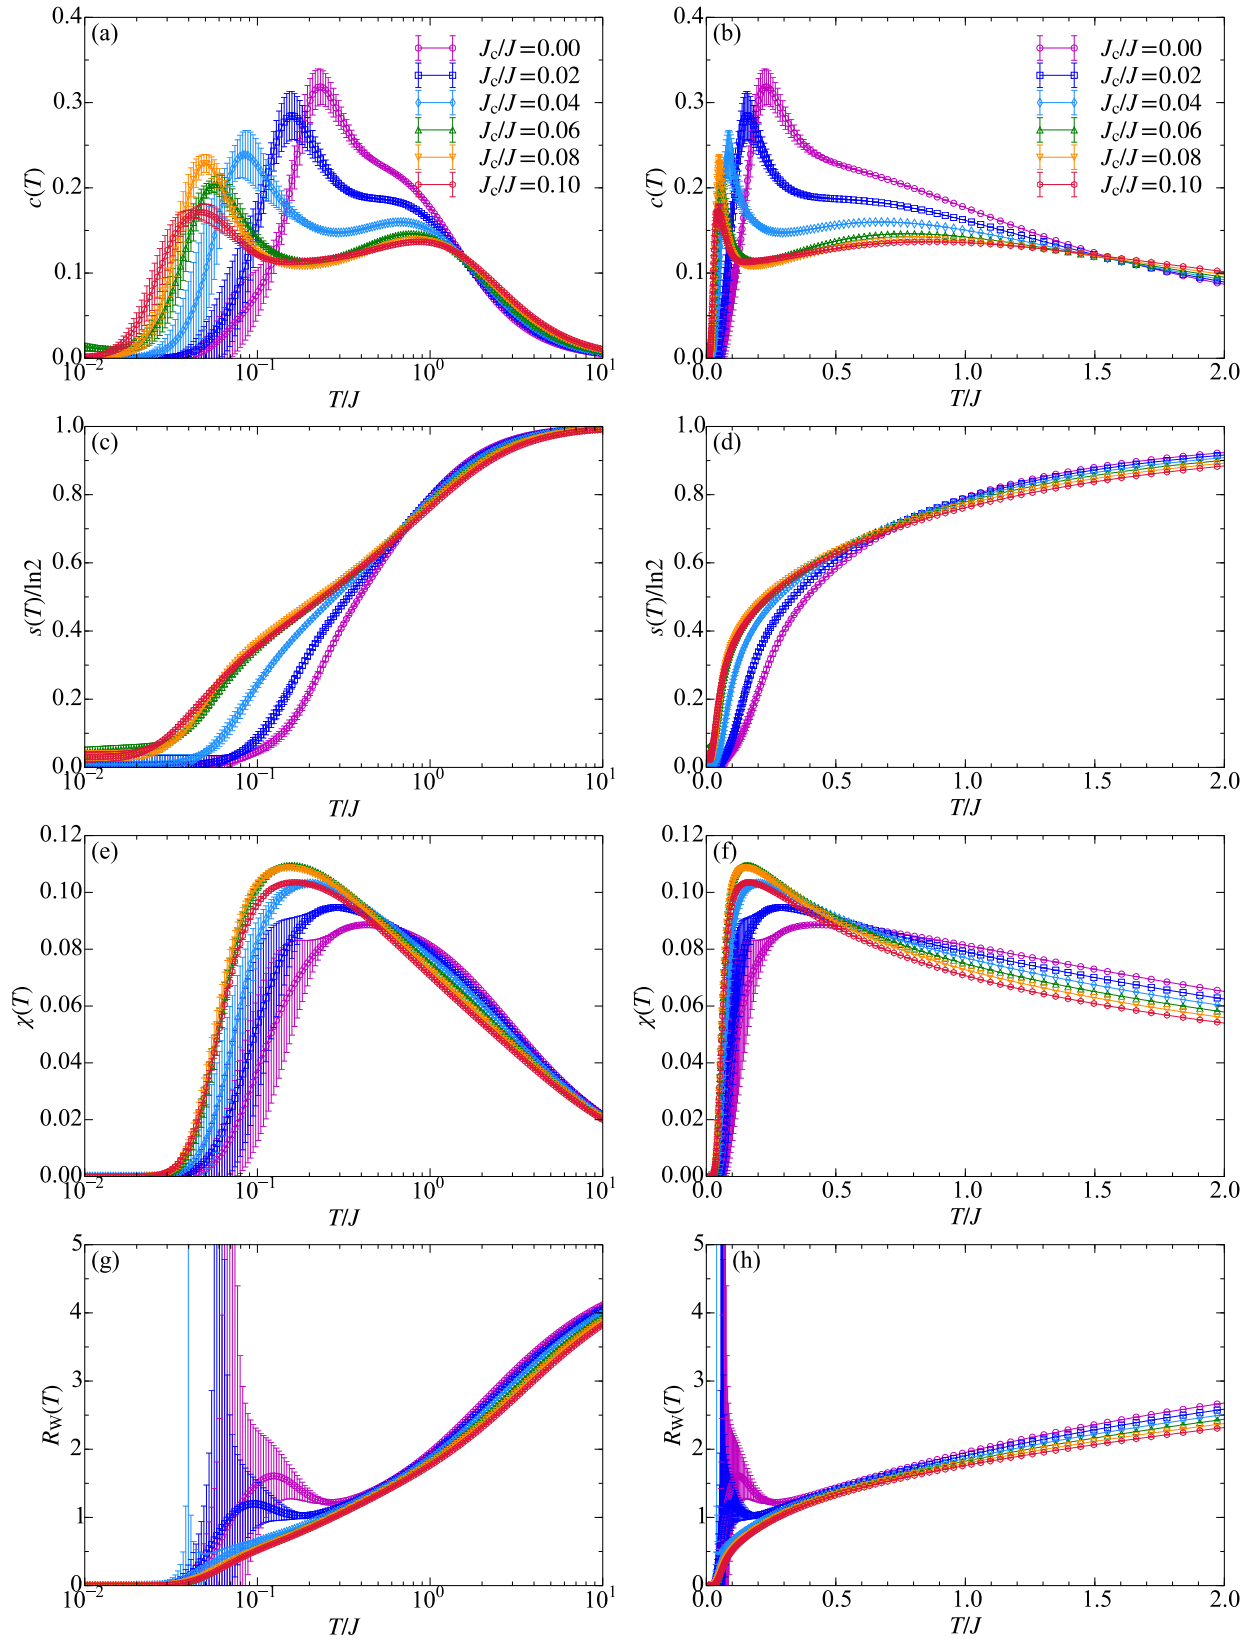 (a)
c(T)
0.4
0.3
0.2
0.1
0.0
J_c/J=0.00
J_c/J=0.02
J_c/J=0.04
J_c/J=0.06
J_c/J=0.08
J_c/J=0.10
10^−2 10^−1 10^0 10^1
T/J
(b)
c(T)
0.4
0.3
0.2
0.1
0.0
J_c/J=0.00
J_c/J=0.02
J_c/J=0.04
J_c/J=0.06
J_c/J=0.08
J_c/J=0.10
0.0 0.5 1.0 1.5 2.0
T/J
(c)
s(T)/ln2
1.0
0.8
0.6
0.4
0.2
0.0
10^−2 10^−1 10^0 10^1
T/J
(d)
s(T)/ln2
1.0
0.8
0.6
0.4
0.2
0.0
0.0 0.5 1.0 1.5 2.0
T/J
(e)
χ(T)
0.12
0.10
0.08
0.06
0.04
0.02
0.00
10^−2 10^−1 10^0 10^1
T/J
(f)
χ(T)
0.12
0.10
0.08
0.06
0.04
0.02
0.00
0.0 0.5 1.0 1.5 2.0
T/J
(g)
R_W(T)
5
4
3
2
1
0
10^−2 10^−1 10^0 10^1
T/J
(h)
R_W(T)
5
4
3
2
1
0
0.0 0.5 1.0 1.5 2.0
T/J